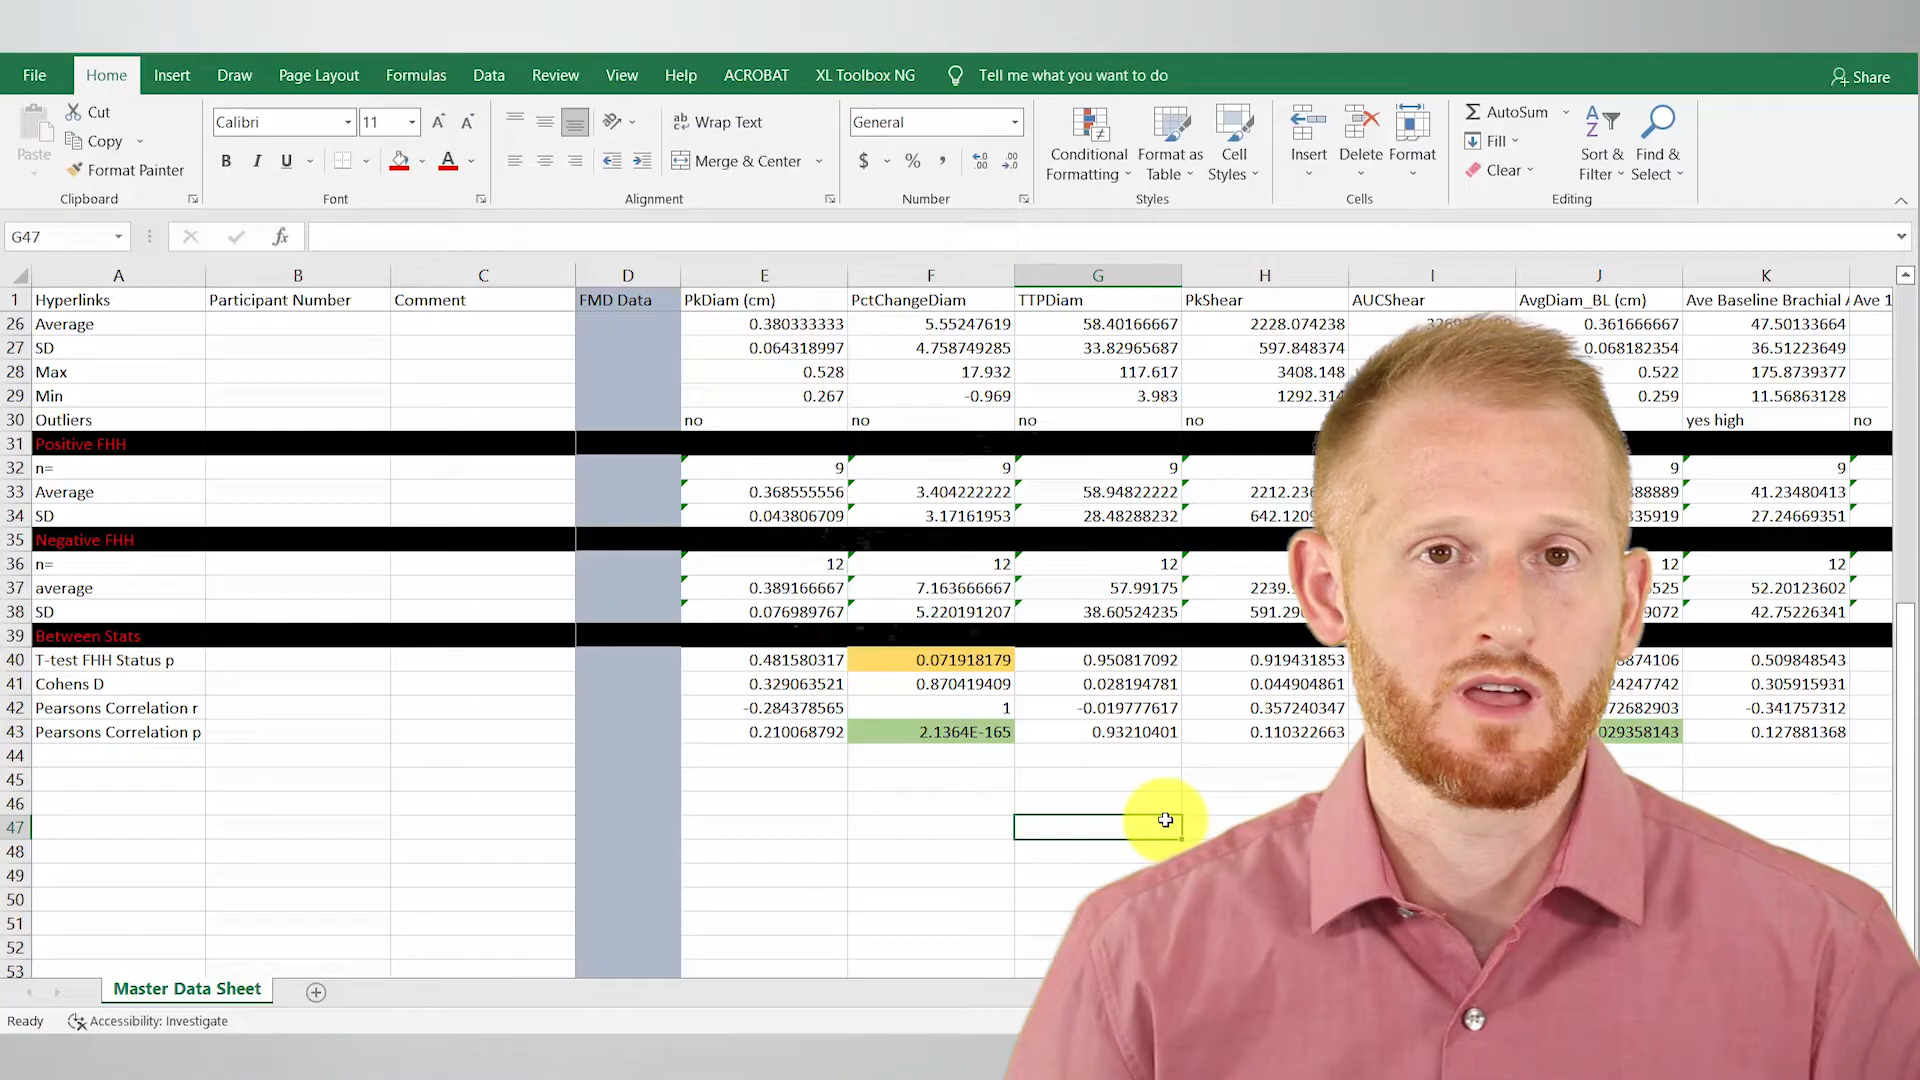 File Home Insert Draw Page Layout Formulas Data Review View Help ACROBAT XL Toolbox NG Tell me what you want to do Share
Paste Cut
Copy
Format Painter
Calibri 11
B I U A
Wrap Text
Merge & Center
General
$ % ,
Conditional Formatting
Format as Table
Cell Styles
Insert Delete Format
AutoSum
Fill
Clear
Sort & Filter
Find & Select
Clipboard Font Alignment Number Styles Cells Editing
G47 fx
A B C D E F G H I J K
1 Hyperlinks Participant Number Comment FMD Data PkDiam (cm) PctChangeDiam TTPDiam PkShear AUCShear AvgDiam_BL (cm) Ave Baseline Brachial Ave 1
26 Average 0.380333333 5.55247619 58.40166667 2228.074238 0.361666667 47.50133664
27 SD 0.064318997 4.758749285 33.82965687 597.848374 0.068182354 36.51223649
28 Max 0.528 17.932 117.617 3408.148 0.522 175.8739377
29 Min 0.267 -0.969 3.983 1292.314 0.259 11.56863128
30 Outliers no no no no yes high no
31 Positive FHH
32 n= 9 9 9 9 9
33 Average 0.368555556 3.404222222 58.94822222 2212.236 888889 41.23480413
34 SD 0.043806709 3.17161953 28.48288232 642.1209 335919 27.24669351
35 Negative FHH
36 n= 12 12 12 12 12
37 average 0.389166667 7.163666667 57.99175 2239. 525 52.20123602
38 SD 0.076989767 5.220191207 38.60524235 591.290 9072 42.75226341
39 Between Stats
40 T-test FHH Status p 0.481580317 0.071918179 0.950817092 0.919431853 8874106 0.509848543
41 Cohens D 0.329063521 0.870419409 0.028194781 0.044904861 24247742 0.305915931
42 Pearsons Correlation r -0.284378565 1 -0.019777617 0.357240347 72682903 -0.341757312
43 Pearsons Correlation p 0.210068792 2.1364E-165 0.93210401 0.110322663 029358143 0.127881368
44
45
46
47
48
49
50
51
52
53
Master Data Sheet
Ready Accessibility: Investigate